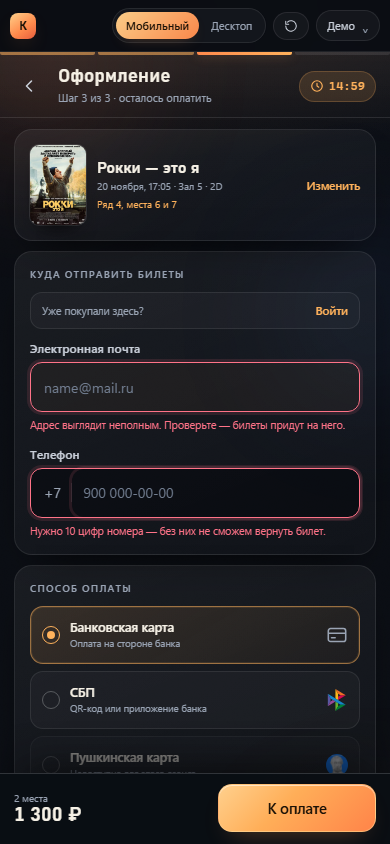 К
Мобильный
Десктоп
Демо
Оформление
Шаг 3 из 3 · осталось оплатить
14:59
РОККИ
Рокки — это я
20 ноября, 17:05 · Зал 5 · 2D
Ряд 4, места 6 и 7
Изменить
КУДА ОТПРАВИТЬ БИЛЕТЫ
Уже покупали здесь?
Войти
Электронная почта
name@mail.ru
Адрес выглядит неполным. Проверьте — билеты придут на него.
Телефон
+7
900 000-00-00
Нужно 10 цифр номера — без них не сможем вернуть билет.
СПОСОБ ОПЛАТЫ
Банковская карта
Оплата на стороне банка
СБП
QR-код или приложение банка
Пушкинская карта
2 места
1 300 ₽
К оплате